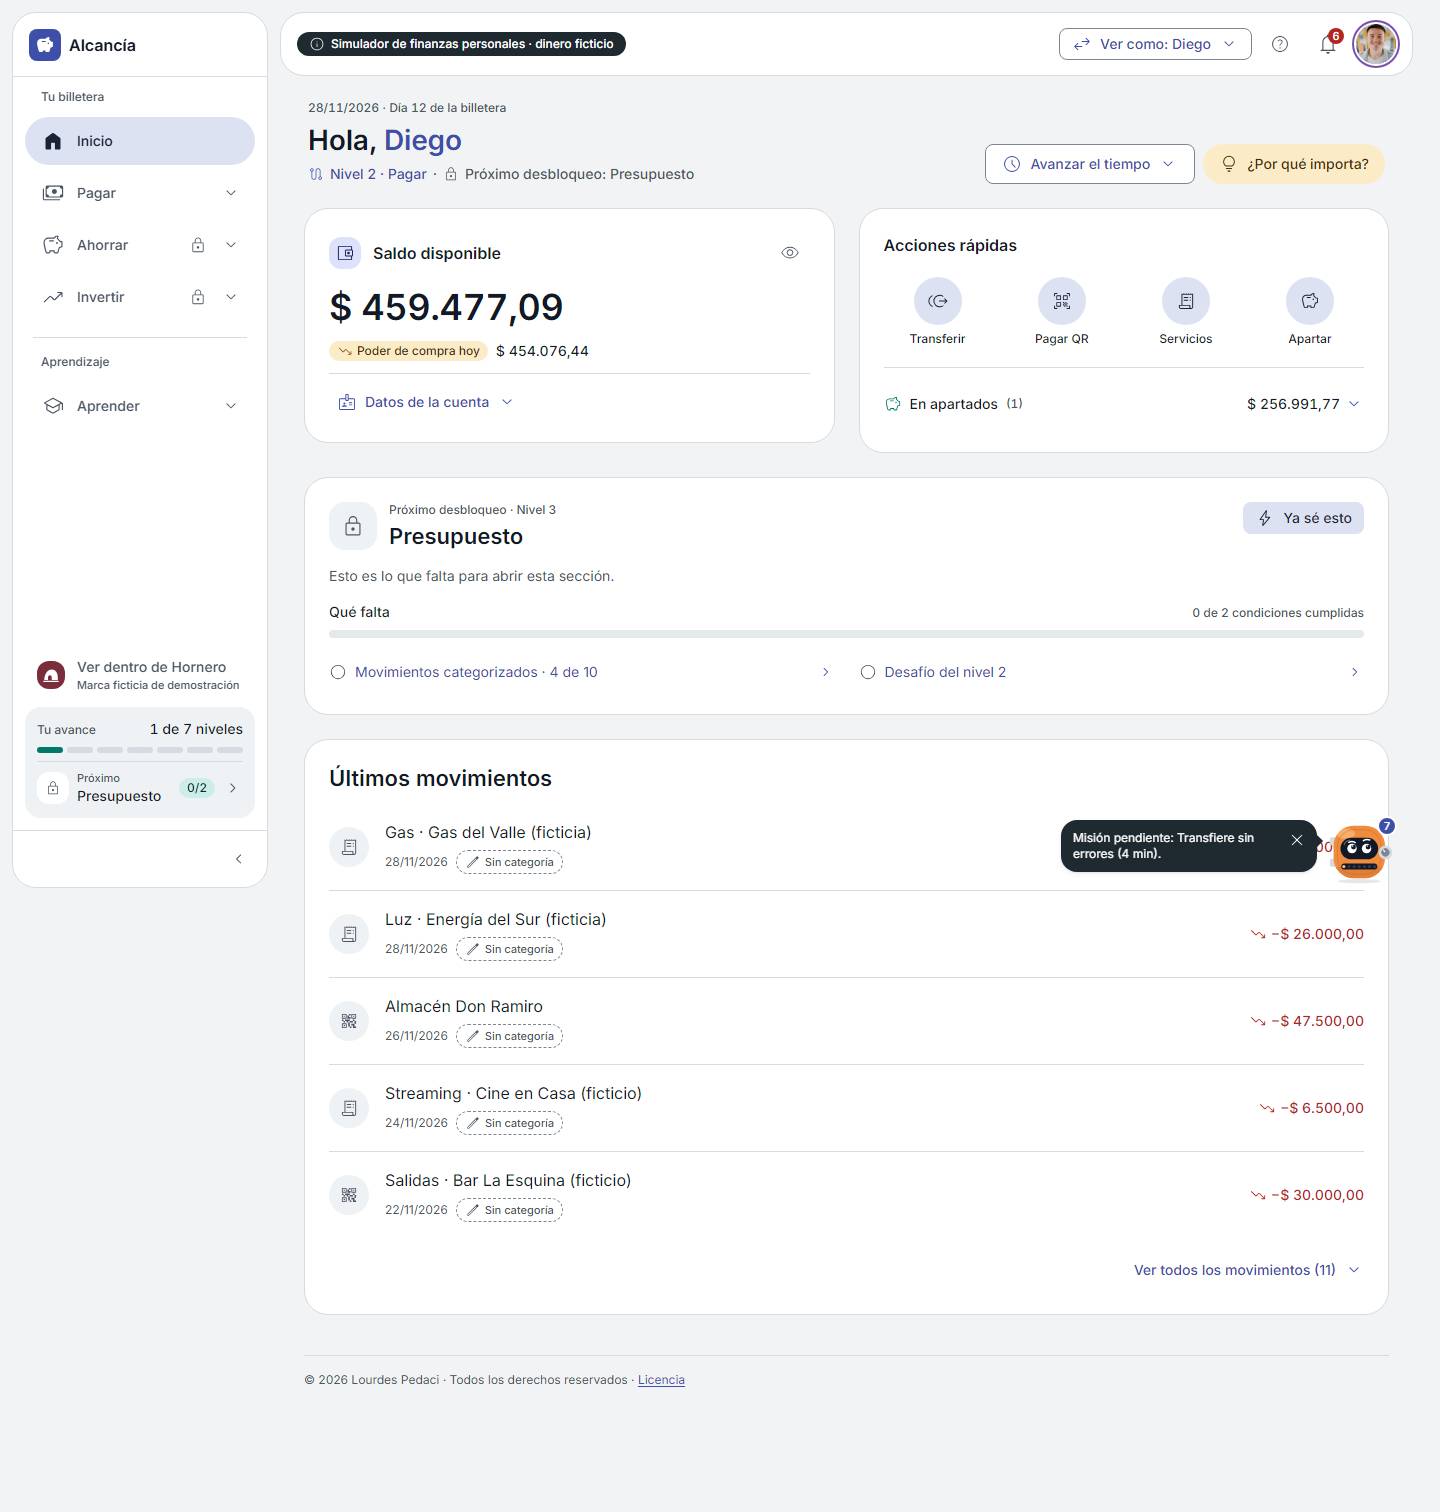 Alcancía
Tu billetera
Inicio
Pagar
Ahorrar
Invertir
Aprendizaje
Aprender
Ver dentro de Hornero
Marca ficticia de demostración
Tu avance
1 de 7 niveles
Próximo
Presupuesto
0/2
Simulador de finanzas personales · dinero ficticio
Ver como: Diego
6
28/11/2026 · Día 12 de la billetera
Hola, Diego
Nivel 2 · Pagar · Próximo desbloqueo: Presupuesto
Avanzar el tiempo
¿Por qué importa?
Saldo disponible
$ 459.477,09
Poder de compra hoy $ 454.076,44
Datos de la cuenta
Acciones rápidas
Transferir
Pagar QR
Servicios
Apartar
En apartados (1)
$ 256.991,77
Próximo desbloqueo · Nivel 3
Presupuesto
Ya sé esto
Esto es lo que falta para abrir esta sección.
Qué falta
0 de 2 condiciones cumplidas
Movimientos categorizados · 4 de 10
Desafío del nivel 2
Últimos movimientos
Gas · Gas del Valle (ficticia)
28/11/2026 Sin categoría
Misión pendiente: Transfiere sin
errores (4 min).
7
Luz · Energía del Sur (ficticia)
28/11/2026 Sin categoría
−$ 26.000,00
Almacén Don Ramiro
26/11/2026 Sin categoría
−$ 47.500,00
Streaming · Cine en Casa (ficticio)
24/11/2026 Sin categoría
−$ 6.500,00
Salidas · Bar La Esquina (ficticio)
22/11/2026 Sin categoría
−$ 30.000,00
Ver todos los movimientos (11)
© 2026 Lourdes Pedaci · Todos los derechos reservados · Licencia